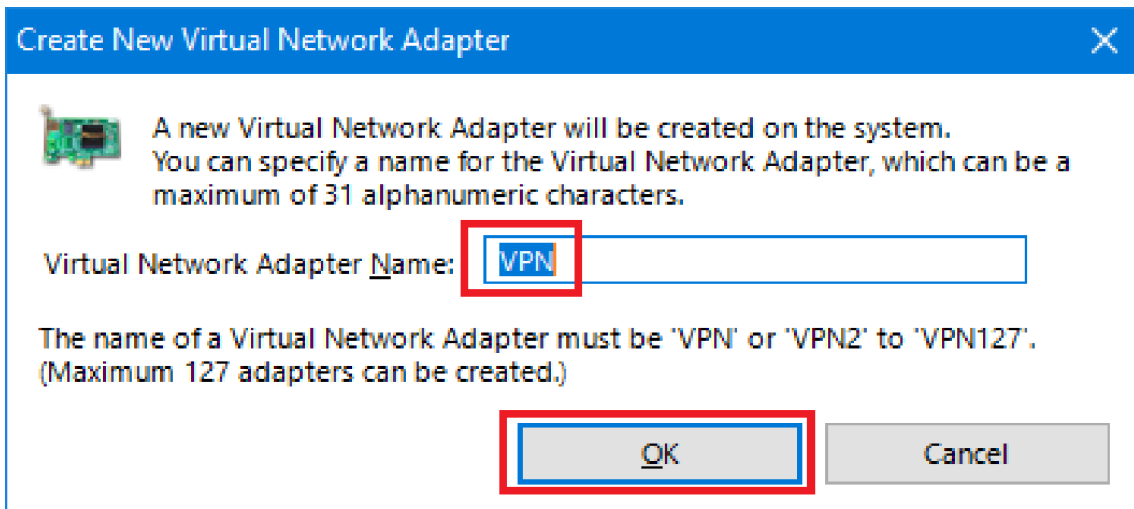 Create New Virtual Network Adapter
A new Virtual Network Adapter will be created on the system.
You can specify a name for the Virtual Network Adapter, which can be a
maximum of 31 alphanumeric characters.
Virtual Network Adapter Name: VPN
The name of a Virtual Network Adapter must be 'VPN' or 'VPN2' to 'VPN127'.
(Maximum 127 adapters can be created.)
OK Cancel